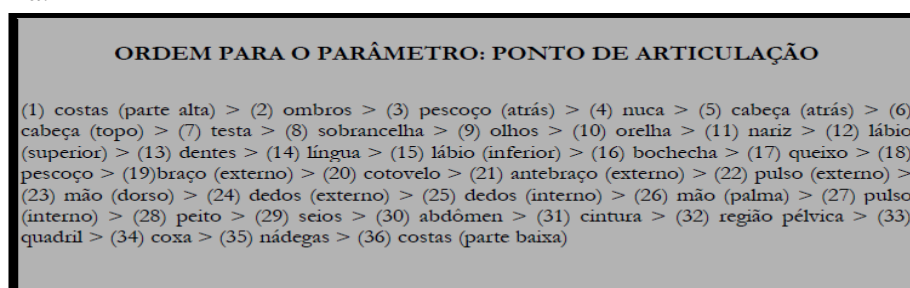 ORDEM PARA O PARÂMETRO: PONTO DE ARTICULAÇÃO
(1) costas (parte alta) > (2) ombros > (3) pescoço (atrás) > (4) nuca > (5) cabeça (atrás) > (6)
cabeça (topo) > (7) testa > (8) sobrancelha > (9) olhos > (10) orelha > (11) nariz > (12) lábio
(superior) > (13) dentes > (14) língua > (15) lábio (inferior) > (16) bochecha > (17) queixo > (18)
pescoço > (19)braço (externo) > (20) cotovelo > (21) antebraço (externo) > (22) pulso (externo) >
(23) mão (dorso) > (24) dedos (externo) > (25) dedos (interno) > (26) mão (palma) > (27) pulso
(interno) > (28) peito > (29) seios > (30) abdômen > (31) cintura > (32) região pélvica > (33)
quadril > (34) coxa > (35) nádegas > (36) costas (parte baixa)